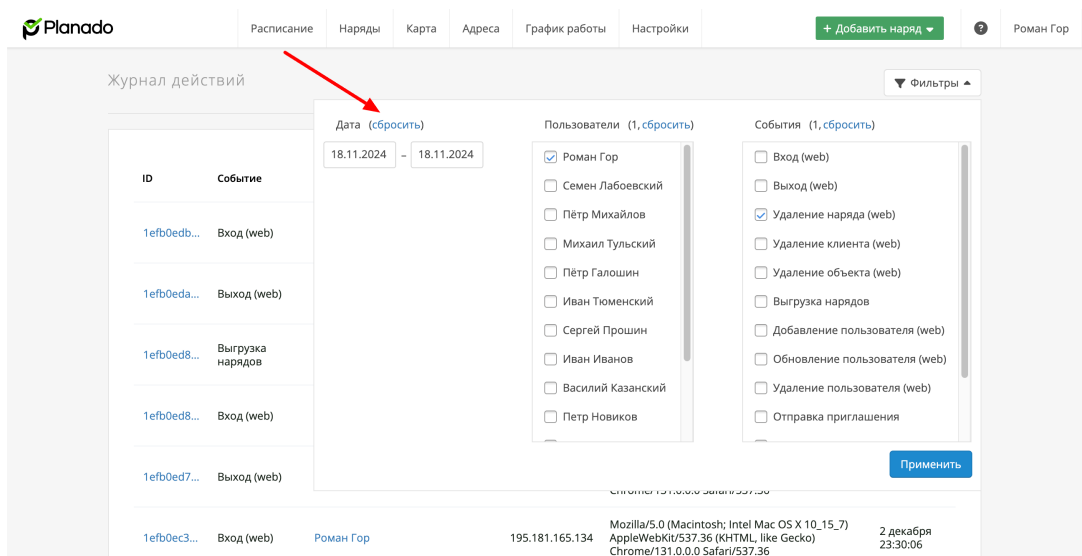 Planado
Расписание
Наряды
Карта
Адреса
График работы
Настройки
+ Добавить наряд
?
Роман Гор
Журнал действий
Фильтры
Дата (сбросить)
18.11.2024 – 18.11.2024
Пользователи (1, сбросить)
Роман Гор
Семен Лабоевский
Пётр Михайлов
Михаил Тульский
Пётр Галошин
Иван Тюменский
Сергей Прошин
Иван Иванов
Василий Казанский
Петр Новиков
События (1, сбросить)
Вход (web)
Выход (web)
Удаление наряда (web)
Удаление клиента (web)
Удаление объекта (web)
Выгрузка нарядов
Добавление пользователя (web)
Обновление пользователя (web)
Удаление пользователя (web)
Отправка приглашения
Применить
ID Событие
1efb0edb... Вход (web)
1efb0eda... Выход (web)
1efb0ed8... Выгрузка
нарядов
1efb0ed8... Вход (web)
1efb0ed7... Выход (web)
Chrome/131.0.0.0 Safari/537.36
1efb0ec3... Вход (web) Роман Гор 195.181.165.134
Mozilla/5.0 (Macintosh; Intel Mac OS X 10_15_7)
AppleWebKit/537.36 (KHTML, like Gecko)
Chrome/131.0.0.0 Safari/537.36
2 декабря
23:30:06